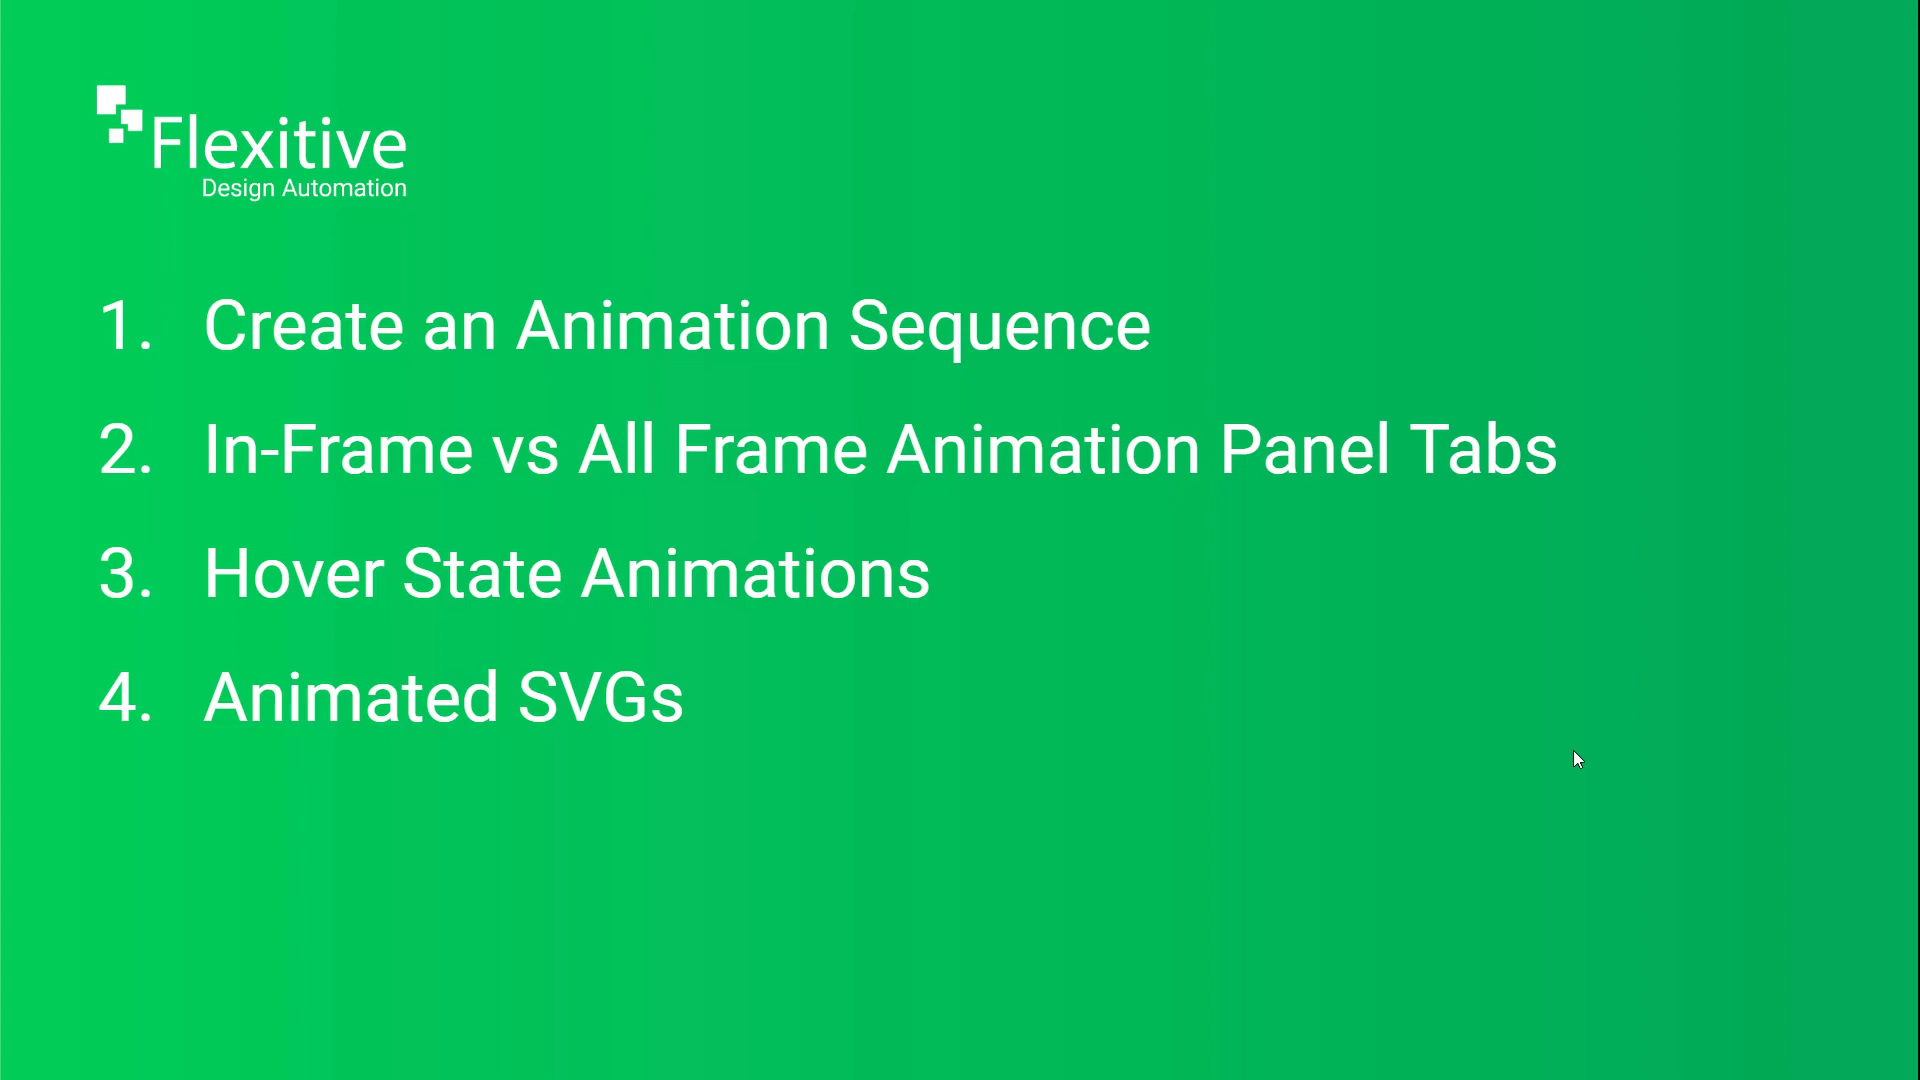 Flexitive
Design Automation
1. Create an Animation Sequence
2. In-Frame vs All Frame Animation Panel Tabs
3. Hover State Animations
4. Animated SVGs